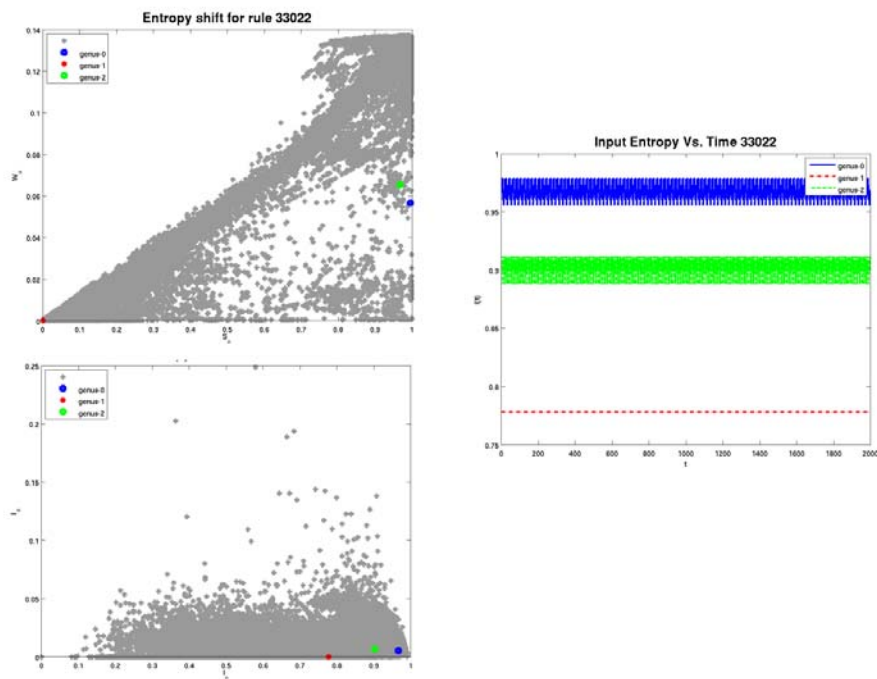 Entropy shift for rule 33022
0.14
0.12
0.1
0.08
0.06
0.04
0.02
0
genus-0
genus-1
genus-2
0 0.1 0.2 0.3 0.4 0.5 0.6 0.7 0.8 0.9 1
0.25
0.2
0.15
0.1
0.05
0
genus-0
genus-1
genus-2
0 0.1 0.2 0.3 0.4 0.5 0.6 0.7 0.8 0.9 1
Input Entropy Vs. Time 33022
1
0.95
0.9
0.85
0.8
0.75
genus-0
genus-1
genus-2
I(t)
0 200 400 600 800 1000 1200 1400 1600 1800 2000
t